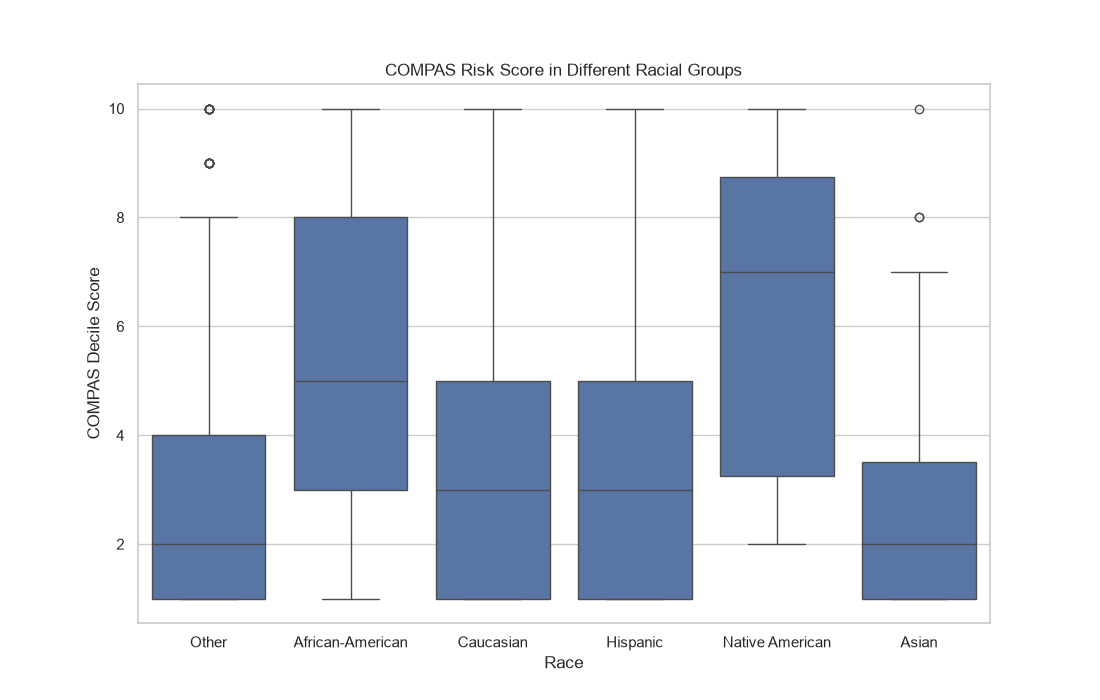 COMPAS Risk Score in Different Racial Groups
COMPAS Decile Score
10
8
6
4
2
Other African-American Caucasian Hispanic Native American Asian
Race